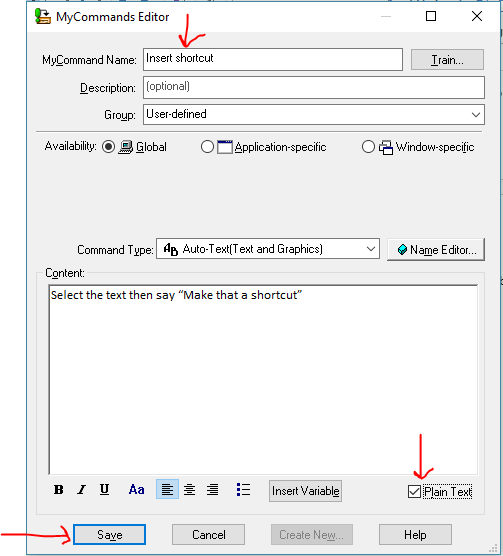 MyCommands Editor
MyCommand Name: Insert shortcut Train...
Description: (optional)
Group: User-defined
Availability: Global Application-specific Window-specific
Command Type: Auto-Text(Text and Graphics) Name Editor...
Content:
Select the text then say “Make that a shortcut”
B I U Aa Insert Variable Plain Text
Save Cancel Create New... Help